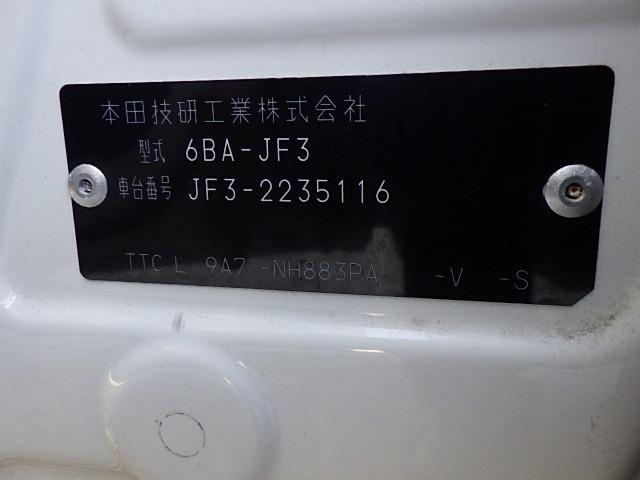 本田技研工業株式会社
型式 6BA-JF3
車台番号 JF3-2235116
TTC L 9A7 -NH883PA -V -S